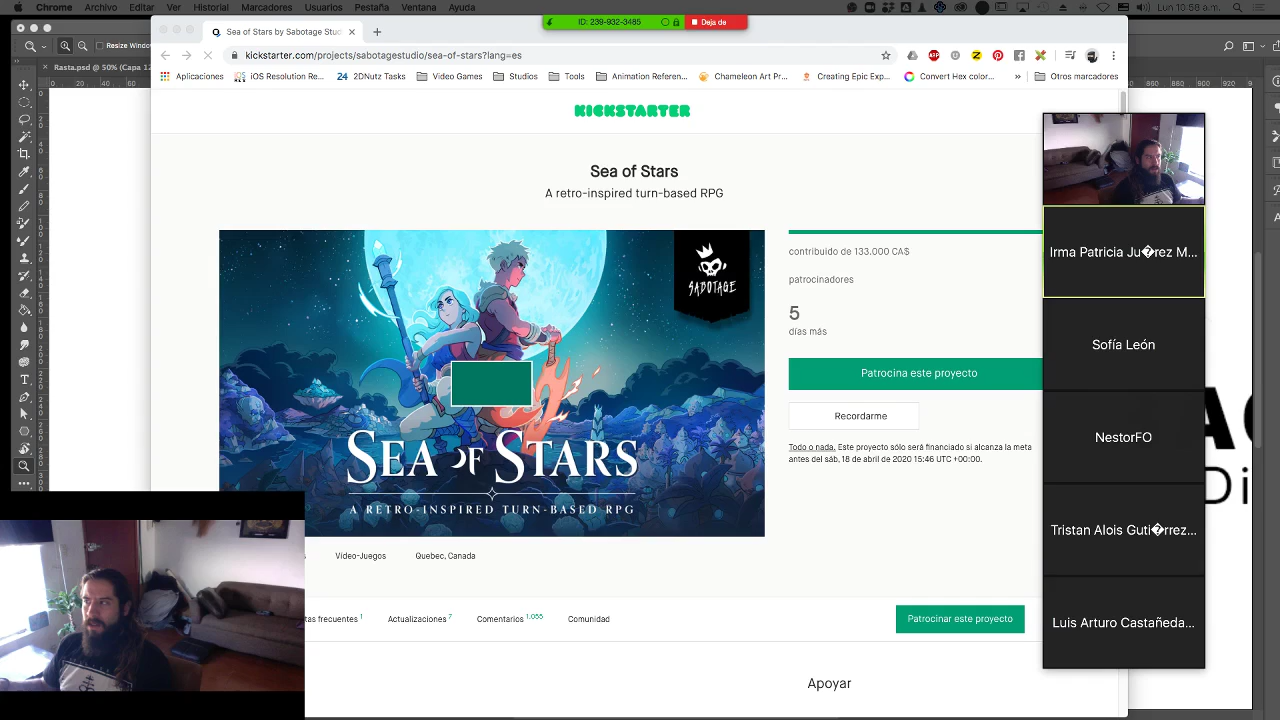 Chrome Archivo Editar Ver Historial Marcadores Usuarios Pestaña Ventana Ayuda
ID: 239-932-3485
Deja de
10:58 a.m.
Sea of Stars by Sabotage Stuc
Resize Window
kickstarter.com/projects/sabotagestudio/sea-of-stars?lang=es
Rasta.psd @ 50% (Capa 12
Aplicaciones
iOS Resolution Re...
24 2DNutz Tasks
Video Games
Studios
Tools
Animation Referen...
Chameleon Art Pr...
Creating Epic Exp...
Convert Hex color...
»
Otros marcadores
KICKSTARTER
Sea of Stars
A retro-inspired turn-based RPG
SABOTAGE
SEA OF STARS
A RETRO-INSPIRED TURN-BASED RPG
contribuido de 133.000 CA$
patrocinadores
5
días más
Patrocina este proyecto
Recordarme
Todo o nada. Este proyecto sólo será financiado si alcanza la meta
antes del sáb, 18 de abril de 2020 15:46 UTC +00:00.
Video-Juegos
Quebec, Canada
tas frecuentes 1
Actualizaciones 7
Comentarios 1.055
Comunidad
Patrocinar este proyecto
Apoyar
Irma Patricia Ju�rez M...
Sofía León
NestorFO
Tristan Alois Guti�rrez...
Luis Arturo Castañeda...
Di